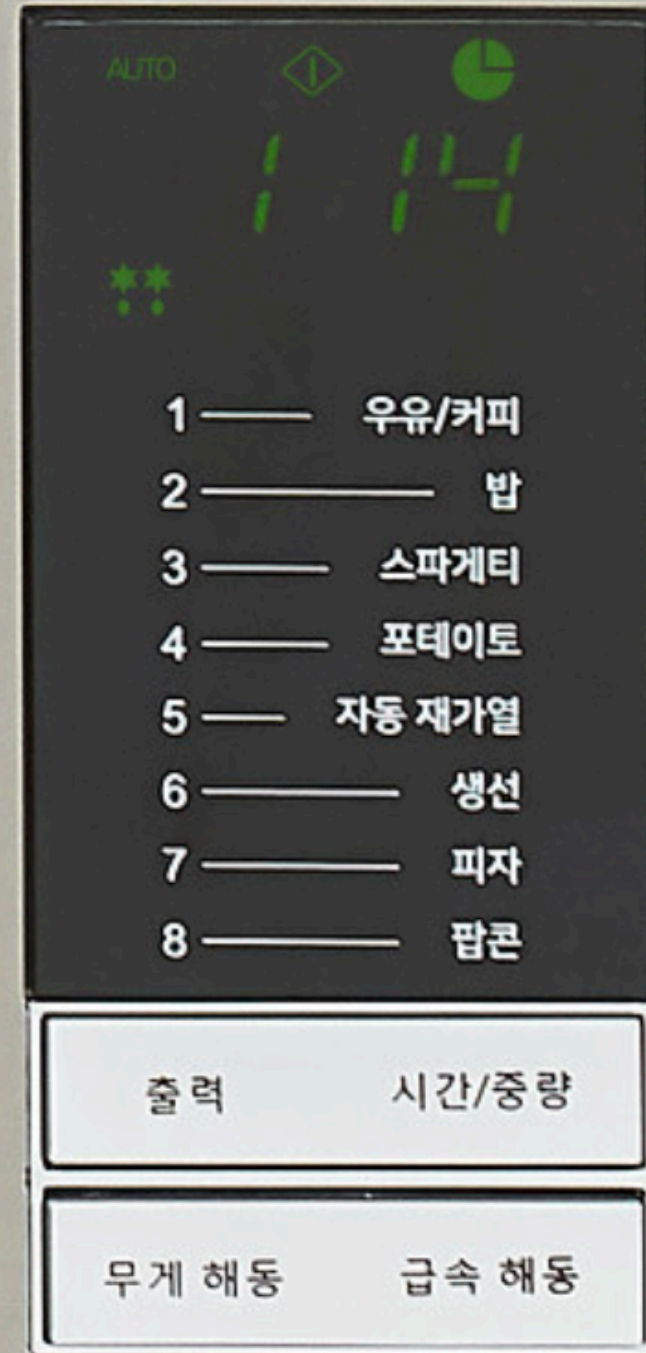 AUTO
1 14
1 우유/커피
2 밥
3 스파게티
4 포테이토
5 자동 재가열
6 생선
7 피자
8 팝콘
출력 시간/중량
무게 해동 급속 해동